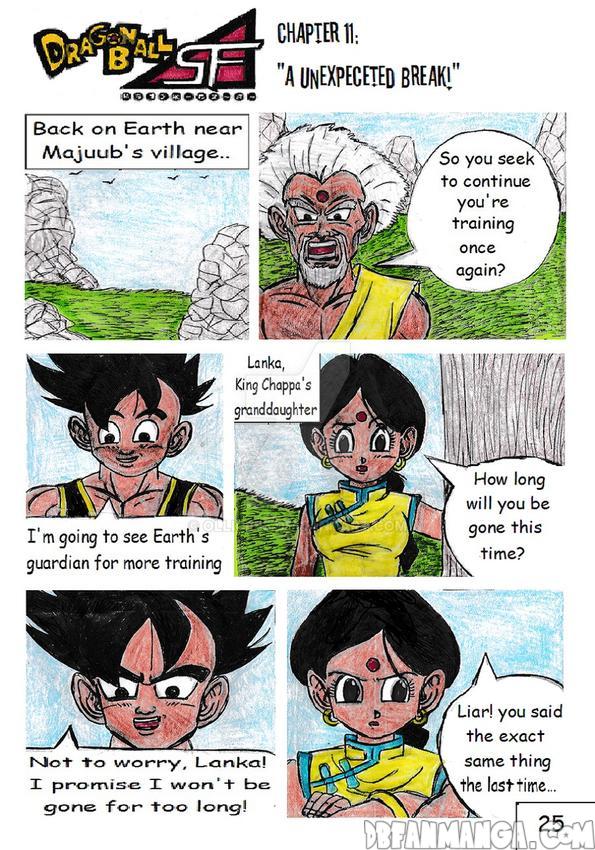 DRAGON BALL SF
CHAPTER 11:
"A UNEXPECETED BREAK!"
Back on Earth near
Majuub's village..
So you seek
to continue
you're
training
once
again?
I'm going to see Earth's
guardian for more training
Lanka,
King Chappa's
granddaughter
How long
will you be
gone this
time?
Not to worry, Lanka!
I promise I won't be
gone for too long!
Liar! you said
the exact
same thing
the last time...
25
DBFANMANGA.COM